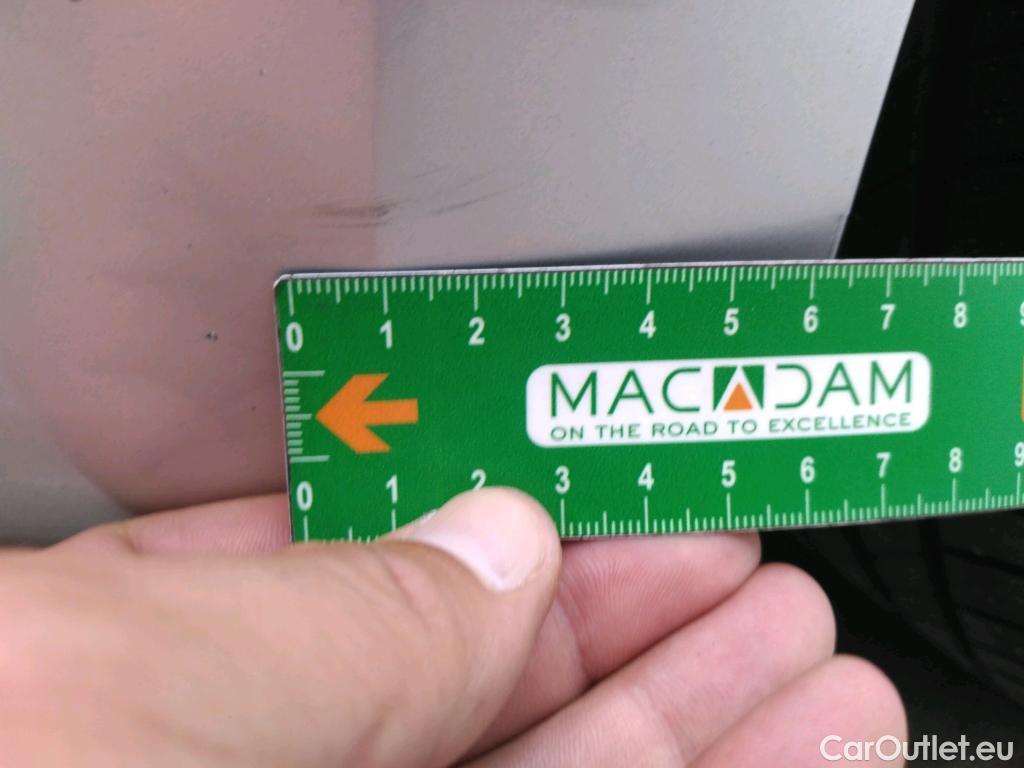 0 1 2 3 4 5 6 7 8 9
MACADAM
ON THE ROAD TO EXCELLENCE
0 1 2 3 4 5 6 7 8 9
CarOutlet.eu